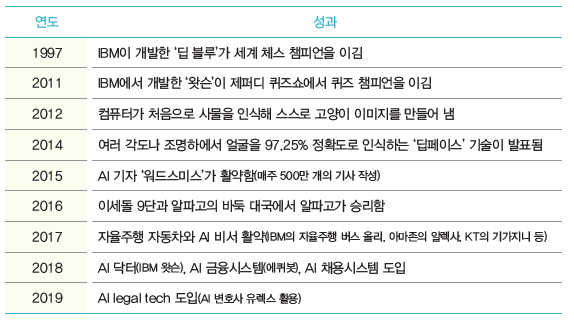 연도 성과
1997 IBM이 개발한 ‘딥 블루’가 세계 체스 챔피언을 이김
2011 IBM에서 개발한 ‘왓슨’이 제퍼디 퀴즈쇼에서 퀴즈 챔피언을 이김
2012 컴퓨터가 처음으로 사물을 인식해 스스로 고양이 이미지를 만들어 냄
2014 여러 각도나 조명하에서 얼굴을 97.25% 정확도로 인식하는 ‘딥페이스’ 기술이 발표됨
2015 AI 기자 ‘워드스미스’가 활약함(매주 500만 개의 기사 작성)
2016 이세돌 9단과 알파고의 바둑 대국에서 알파고가 승리함
2017 자율주행 자동차와 AI 비서 활약(IBM의 자율주행 버스 올리, 아마존의 알렉사, KT의 기가지니 등)
2018 AI 닥터(IBM 왓슨), AI 금융시스템(에퀴봇), AI 채용시스템 도입
2019 AI legal tech 도입(AI 변호사 유렉스 활용)